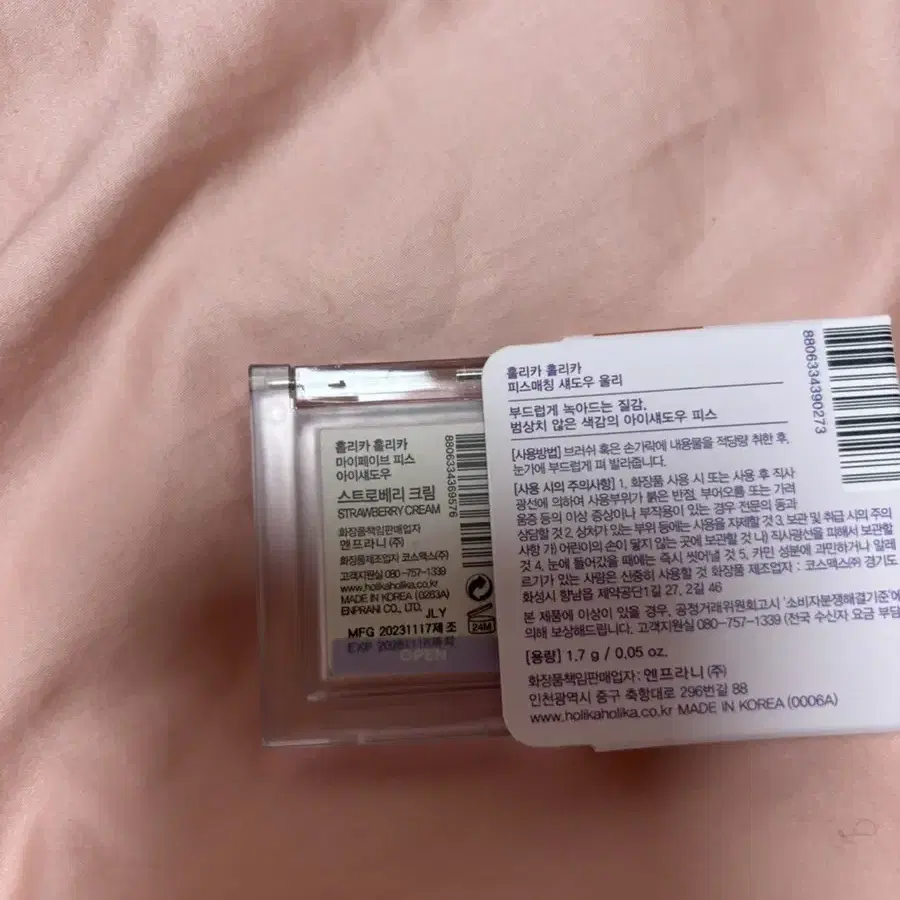 홀리카 홀리카
마이페이브 피스
아이섀도우
스트로베리 크림
STRAWBERRY CREAM
화장품책임판매업자
엔프라니 (주)
화장품제조업자 코스맥스(주)
고객지원실 080-757-1339
www.holikaholika.co.kr
MADE IN KOREA (0263A)
ENPRANI CO., LTD.
JLY
MFG 20231117제조
EXP 20261116까지
OPEN
8806334369576
24M
홀리카 홀리카
피스매칭 섀도우 울리
부드럽게 녹아드는 질감,
범상치 않은 색감의 아이섀도우 피스
[사용방법] 브러쉬 혹은 손가락에 내용물을 적당량 취한 후,
눈가에 부드럽게 펴 발라줍니다.
[사용 시의 주의사항] 1. 화장품 사용 시 또는 사용 후 직사
광선에 의하여 사용부위가 붉은 반점, 부어오름 또는 가려
움증 등의 이상 증상이나 부작용이 있는 경우 전문의 등과
상담할 것 2. 상처가 있는 부위 등에는 사용을 자제할 것 3. 보관 및 취급 시의 주의
사항 가) 어린이의 손이 닿지 않는 곳에 보관할 것 나) 직사광선을 피해서 보관할
것 4. 눈에 들어갔을 때에는 즉시 씻어낼 것 5. 카민 성분에 과민하거나 알레
르기가 있는 사람은 신중히 사용할 것 화장품 제조업자 : 코스맥스(주) 경기도
화성시 향남읍 제약공단1길 27, 2길 46
본 제품에 이상이 있을 경우, 공정거래위원회고시 '소비자분쟁해결기준'에
의해 보상해드립니다. 고객지원실 080-757-1339 (전국 수신자 요금 부담
[용량] 1.7 g / 0.05 oz.
화장품책임판매업자 : 엔프라니 (주)
인천광역시 중구 축항대로 296번길 88
www.holikaholika.co.kr MADE IN KOREA (0006A)
8806334390273